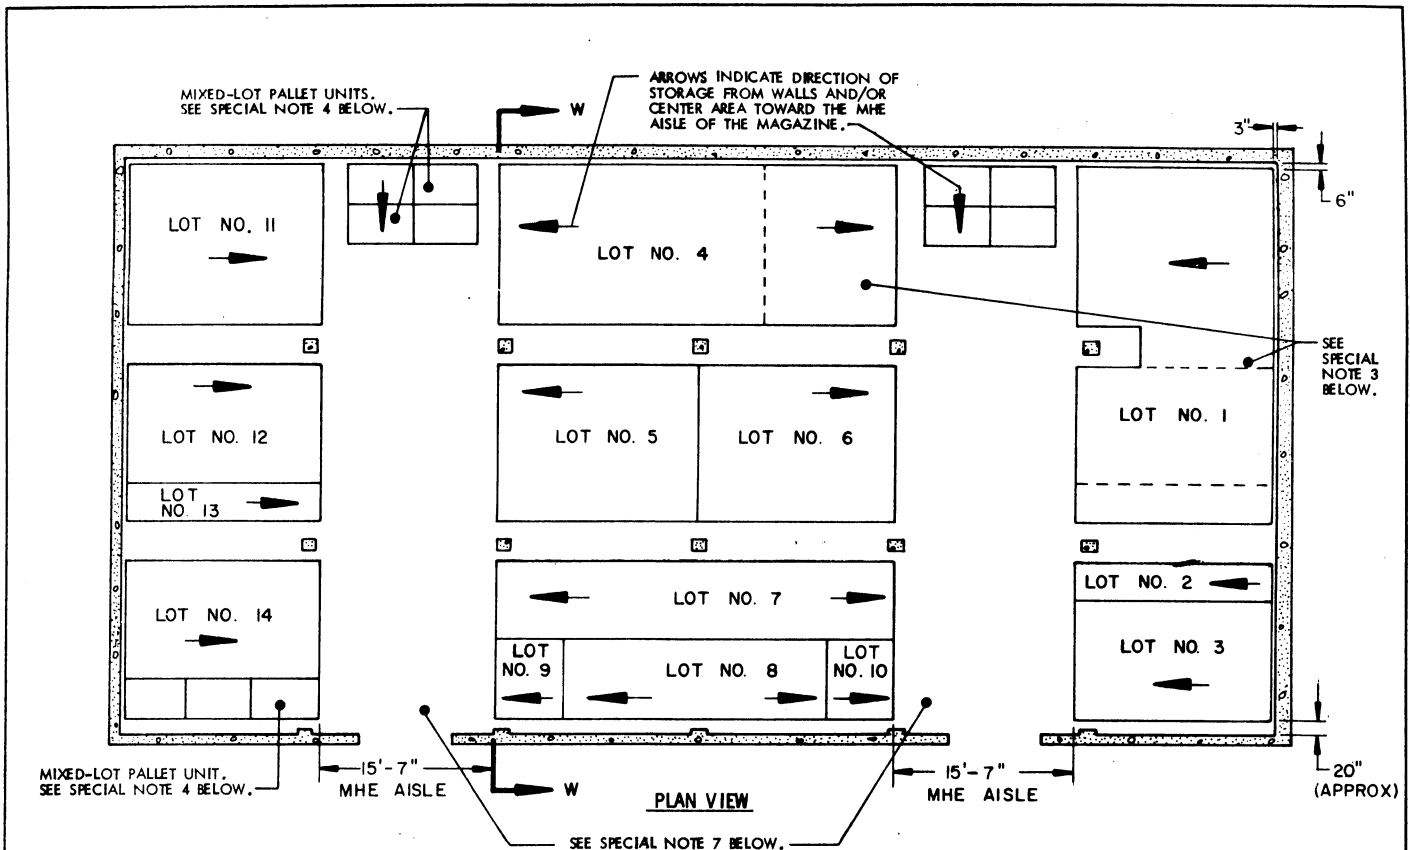 MIXED-LOT PALLET UNITS.
SEE SPECIAL NOTE 4 BELOW.
W
ARROWS INDICATE DIRECTION OF
STORAGE FROM WALLS AND/OR
CENTER AREA TOWARD THE MHE
AISLE OF THE MAGAZINE.
3"
6"
LOT NO. 11
LOT NO. 4
SEE
SPECIAL
NOTE 3
BELOW.
LOT NO. 12
LOT NO. 5
LOT NO. 6
LOT NO. 1
LOT
NO. 13
LOT NO. 14
LOT NO. 7
LOT NO. 2
LOT
NO. 9
LOT NO. 8
LOT
NO. 10
LOT NO. 3
MIXED-LOT PALLET UNIT.
SEE SPECIAL NOTE 4 BELOW.
15'-7"
MHE AISLE
W
PLAN VIEW
15'-7"
MHE AISLE
20"
(APPROX)
SEE SPECIAL NOTE 7 BELOW.